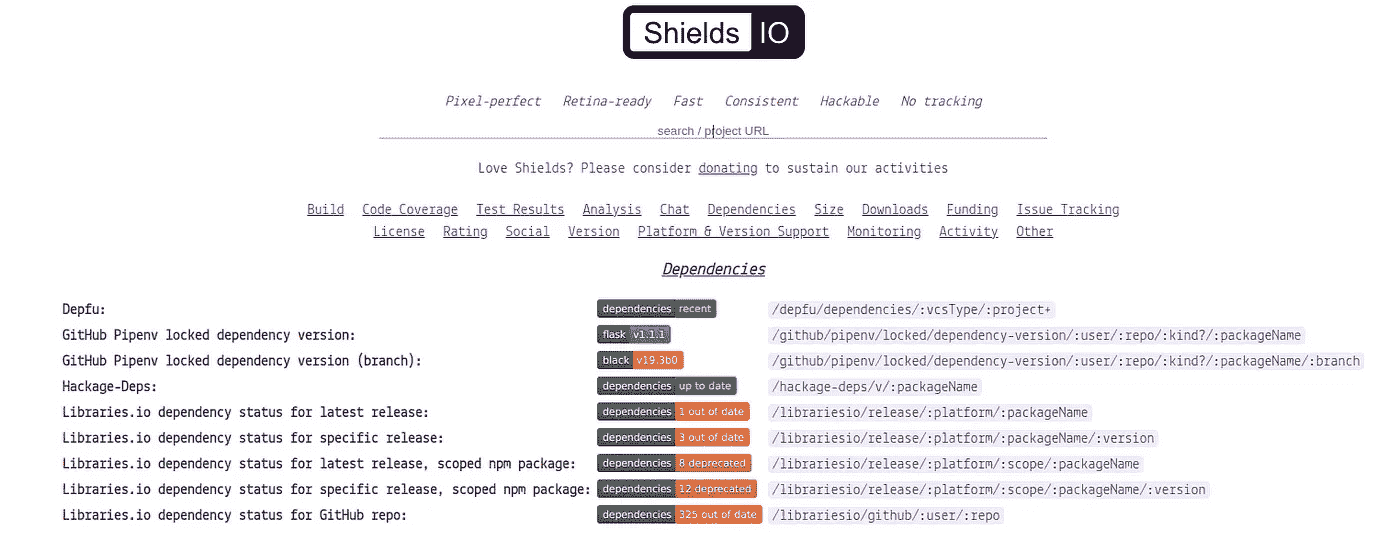 Shields IO
Pixel-perfect Retina-ready Fast Consistent Hackable No tracking
search / project URL
Love Shields? Please consider donating to sustain our activities
Build Code Coverage Test Results Analysis Chat Dependencies Size Downloads Funding Issue Tracking
License Rating Social Version Platform & Version Support Monitoring Activity Other
Dependencies
Depfu: dependencies recent /depfu/dependencies/:vcsType/:project+
GitHub Pipenv locked dependency version: flask v1.1.1 /github/pipenv/locked/dependency-version/:user/:repo/:kind?/:packageName
GitHub Pipenv locked dependency version (branch): black v19.3b0 /github/pipenv/locked/dependency-version/:user/:repo/:kind?/:packageName/:branch
Hackage-Deps: dependencies up to date /hackage-deps/v/:packageName
Libraries.io dependency status for latest release: dependencies 1 out of date /librariesio/release/:platform/:packageName
Libraries.io dependency status for specific release: dependencies 3 out of date /librariesio/release/:platform/:packageName/:version
Libraries.io dependency status for latest release, scoped npm package: dependencies 8 deprecated /librariesio/release/:platform/:scope/:packageName
Libraries.io dependency status for specific release, scoped npm package: dependencies 12 deprecated /librariesio/release/:platform/:scope/:packageName/:version
Libraries.io dependency status for GitHub repo: dependencies 325 out of date /librariesio/github/:user/:repo